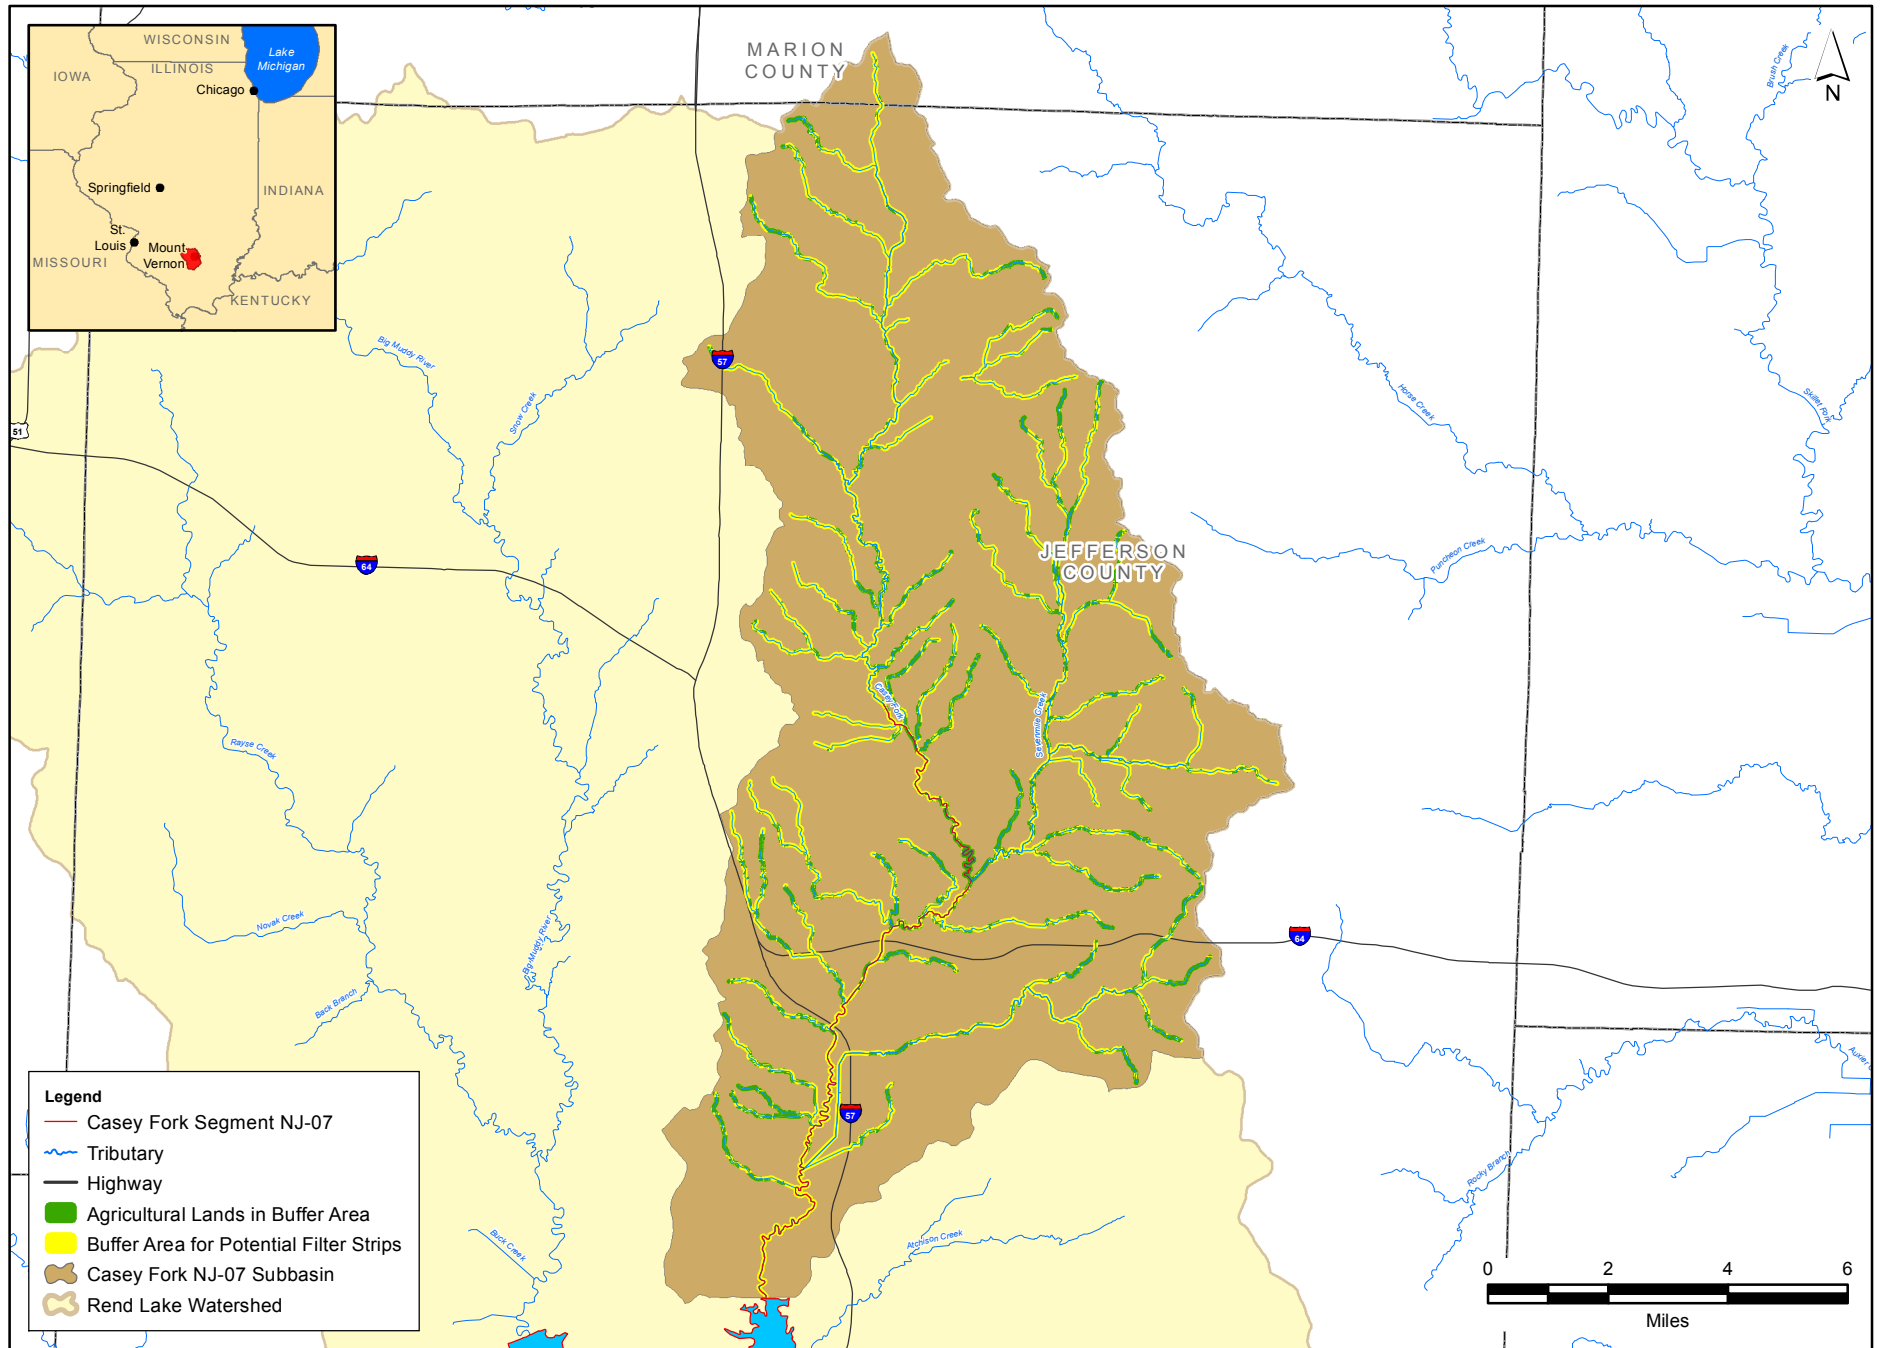 WISCONSIN
Lake
Michigan
IOWA
ILLINOIS
Chicago
Springfield
INDIANA
St.
Louis
Mount
Vernon
MISSOURI
KENTUCKY
MARION
COUNTY
N
Brush Creek
Big Muddy River
57
Snow Creek
Horse Creek
Skillet Fork
51
64
JEFFERSON
COUNTY
Puncheon Creek
Casey Fork
Sevenmile Creek
Rayse Creek
Novak Creek
Big Muddy River
64
Back Branch
57
Rocky Branch
Buck Creek
Atchison Creek
Legend
Casey Fork Segment NJ-07
Tributary
Highway
Agricultural Lands in Buffer Area
Buffer Area for Potential Filter Strips
Casey Fork NJ-07 Subbasin
Rend Lake Watershed
0 2 4 6
Miles